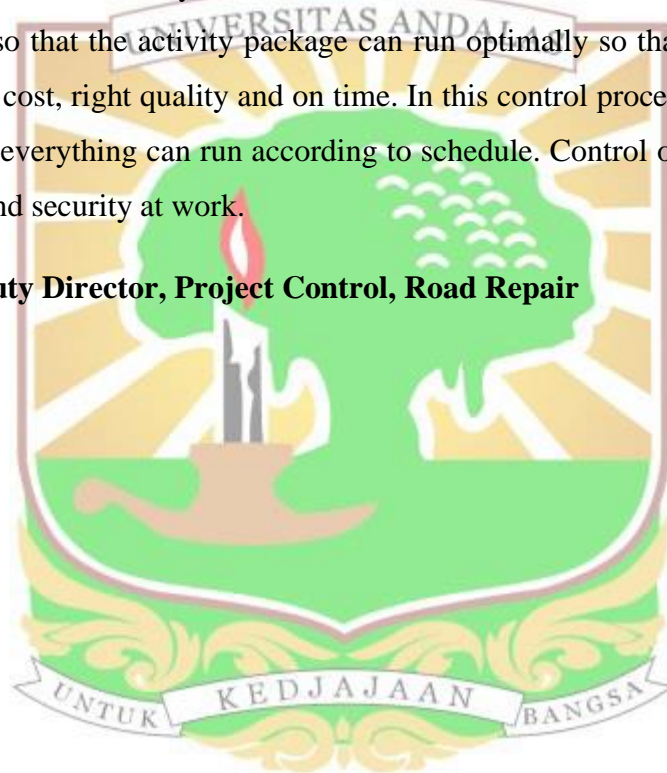 UNIVERSITAS ANDALAS
so that the activity package can run optimally so tha
cost, right quality and on time. In this control proce
everything can run according to schedule. Control o
nd security at work.
uty Director, Project Control, Road Repair
UNTUK KEDJAJAAN BANGSA